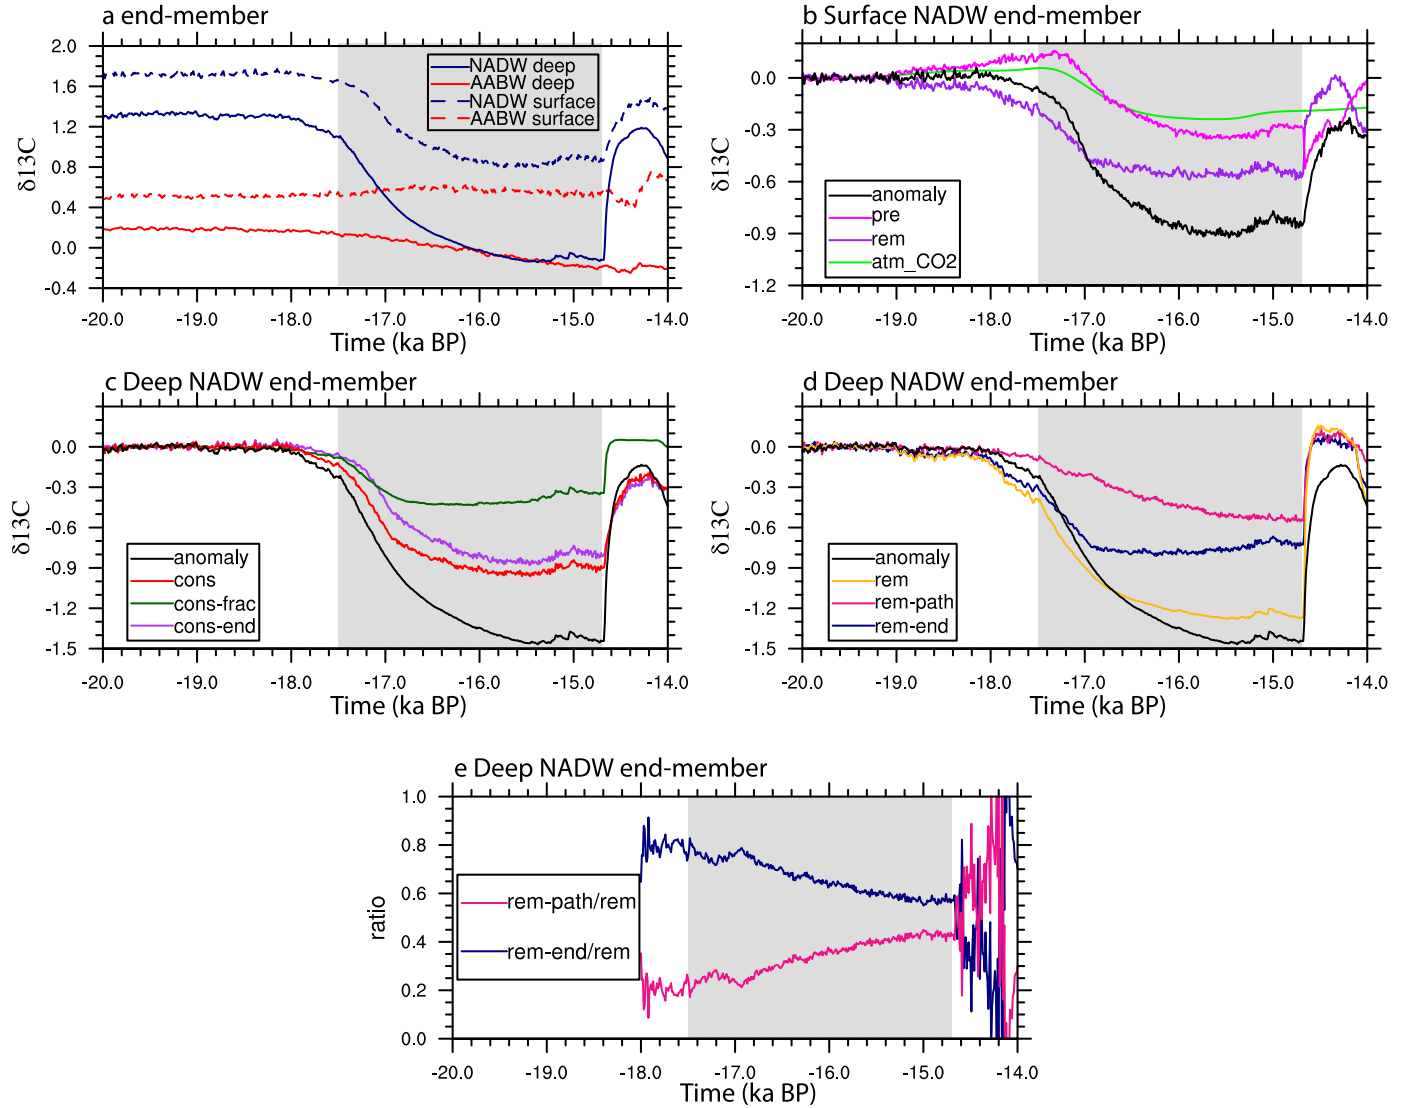 a end-member
2.0
1.6
1.2
0.8
0.4
0.0
-0.4
δ13C
NADW deep
AABW deep
NADW surface
AABW surface
-20.0 -19.0 -18.0 -17.0 -16.0 -15.0 -14.0
Time (ka BP)
b Surface NADW end-member
0.0
-0.3
-0.6
-0.9
-1.2
δ13C
anomaly
pre
rem
atm_CO2
-20.0 -19.0 -18.0 -17.0 -16.0 -15.0 -14.0
Time (ka BP)
c Deep NADW end-member
0.0
-0.3
-0.6
-0.9
-1.2
-1.5
δ13C
anomaly
cons
cons-frac
cons-end
-20.0 -19.0 -18.0 -17.0 -16.0 -15.0 -14.0
Time (ka BP)
d Deep NADW end-member
0.0
-0.3
-0.6
-0.9
-1.2
-1.5
δ13C
anomaly
rem
rem-path
rem-end
-20.0 -19.0 -18.0 -17.0 -16.0 -15.0 -14.0
Time (ka BP)
e Deep NADW end-member
1.0
0.8
0.6
0.4
0.2
0.0
ratio
rem-path/rem
rem-end/rem
-20.0 -19.0 -18.0 -17.0 -16.0 -15.0 -14.0
Time (ka BP)